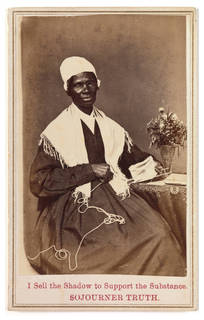 I Sell the Shadow to Support the Substance.
SOJOURNER TRUTH.